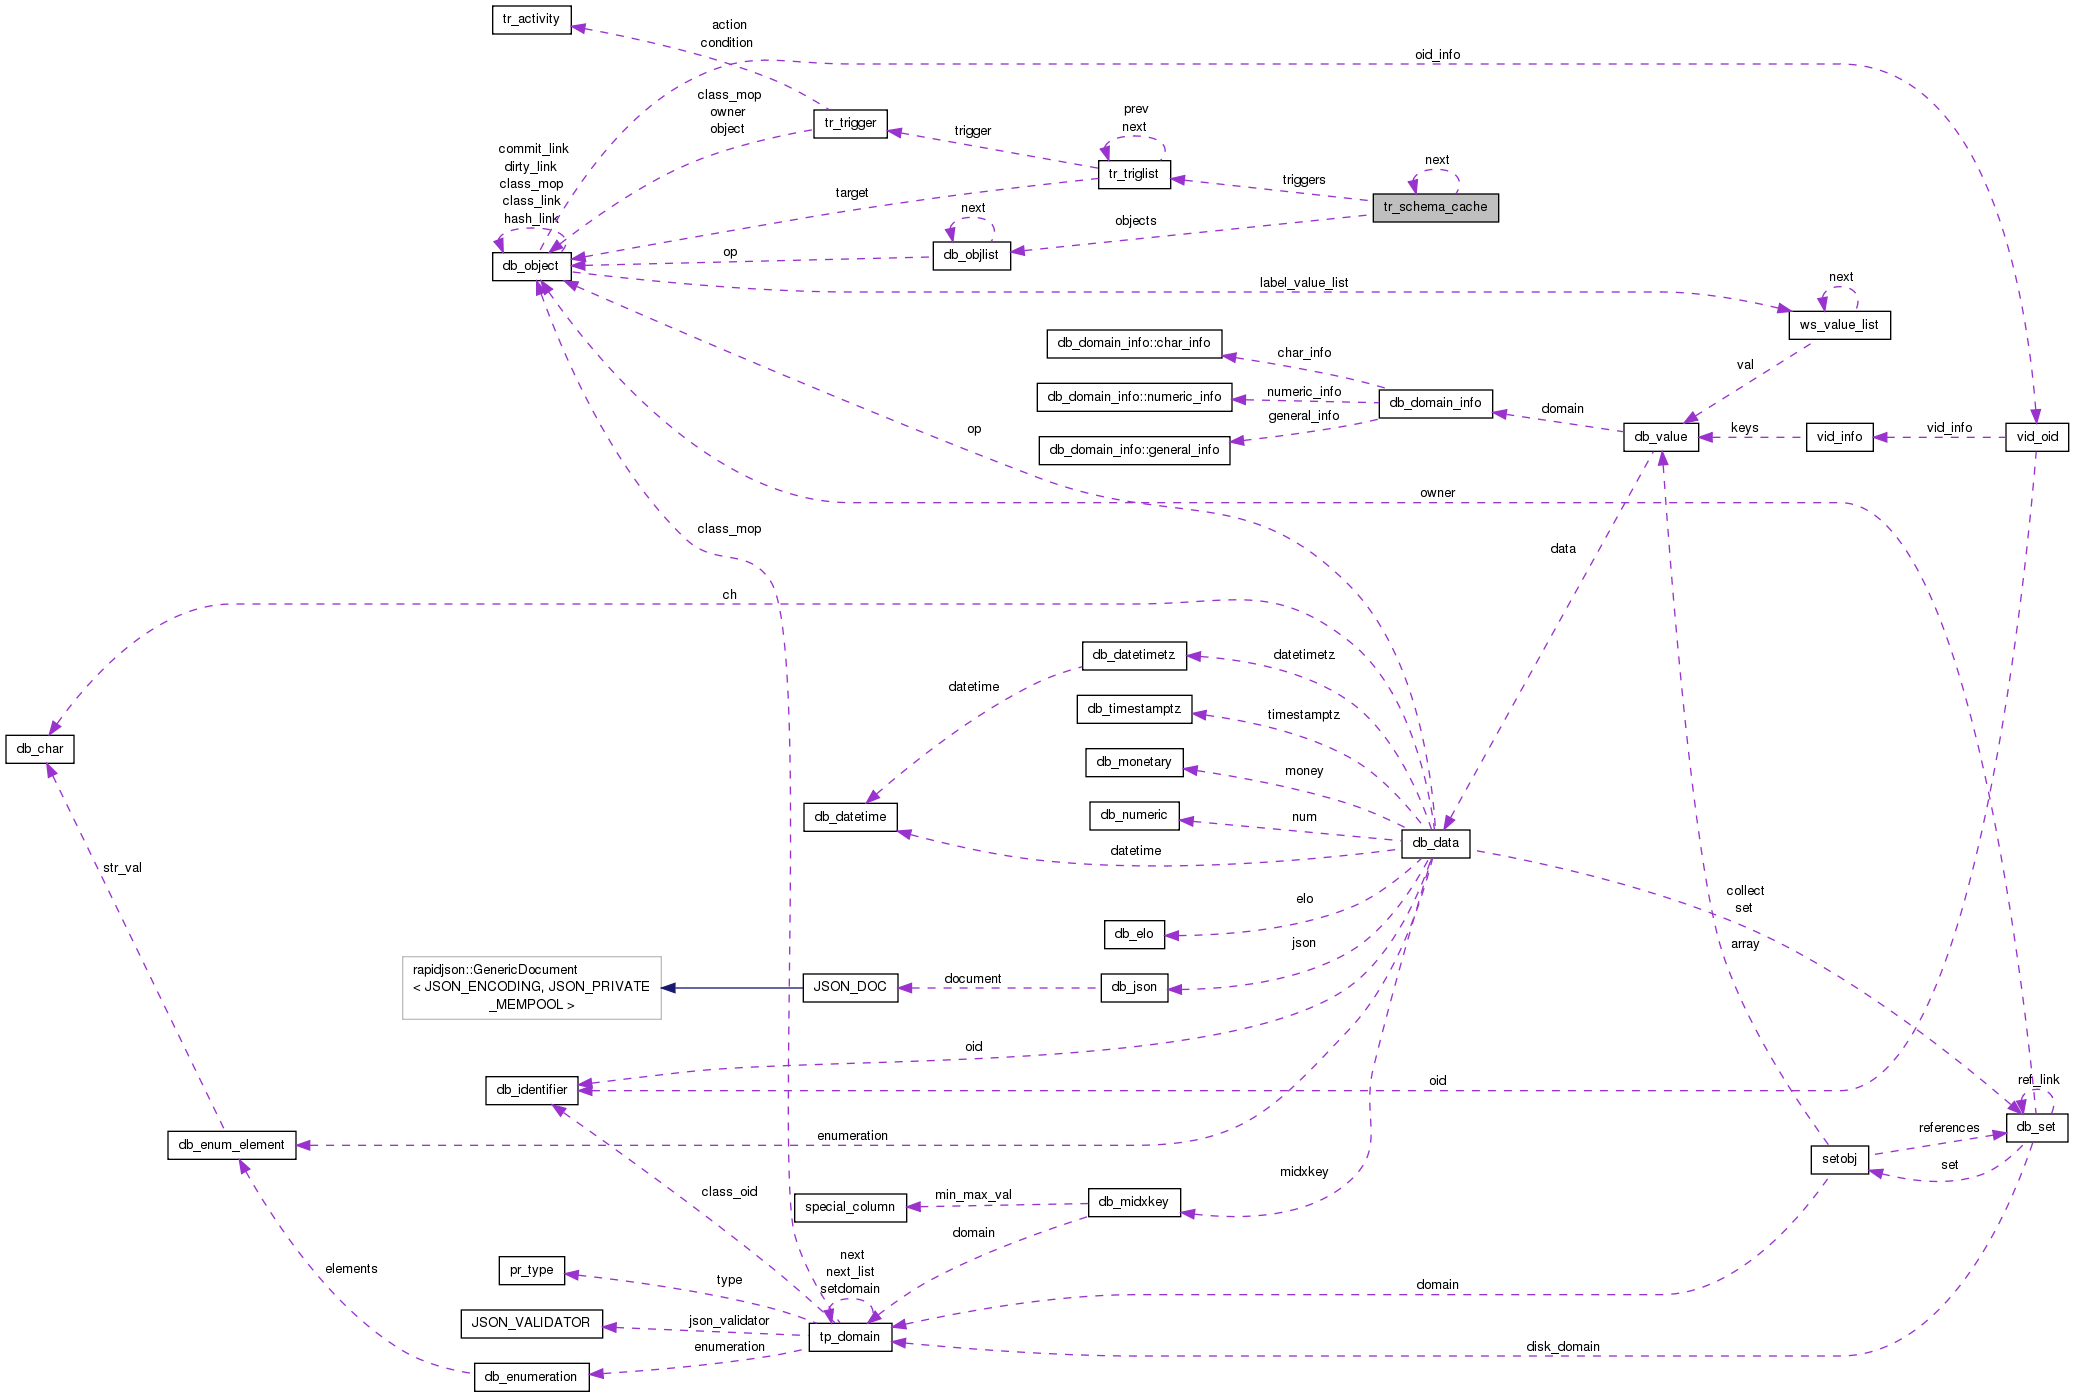 tr_activity
action
condition
oid_info
class_mop
owner
object
tr_trigger
trigger
prev
next
tr_triglist
next
triggers
tr_schema_cache
commit_link
dirty_link
class_mop
class_link
hash_link
target
next
objects
db_object
op
db_objlist
label_value_list
next
ws_value_list
db_domain_info::char_info
char_info
val
db_domain_info::numeric_info
numeric_info
db_domain_info
domain
general_info
db_domain_info::general_info
db_value
keys
vid_info
vid_info
vid_oid
op
owner
class_mop
data
ch
db_datetimetz
datetimetz
datetime
db_timestamptz
timestamptz
db_char
db_monetary
money
db_datetime
db_numeric
num
datetime
db_data
str_val
elo
collect
set
db_elo
json
array
rapidjson::GenericDocument
< JSON_ENCODING, JSON_PRIVATE
_MEMPOOL >
JSON_DOC
document
db_json
oid
db_identifier
oid
ref_link
db_enum_element
enumeration
references
db_set
setobj
set
class_oid
midxkey
special_column
min_max_val
db_midxkey
domain
pr_type
type
next
next_list
setdomain
elements
domain
JSON_VALIDATOR
json_validator
tp_domain
enumeration
disk_domain
db_enumeration